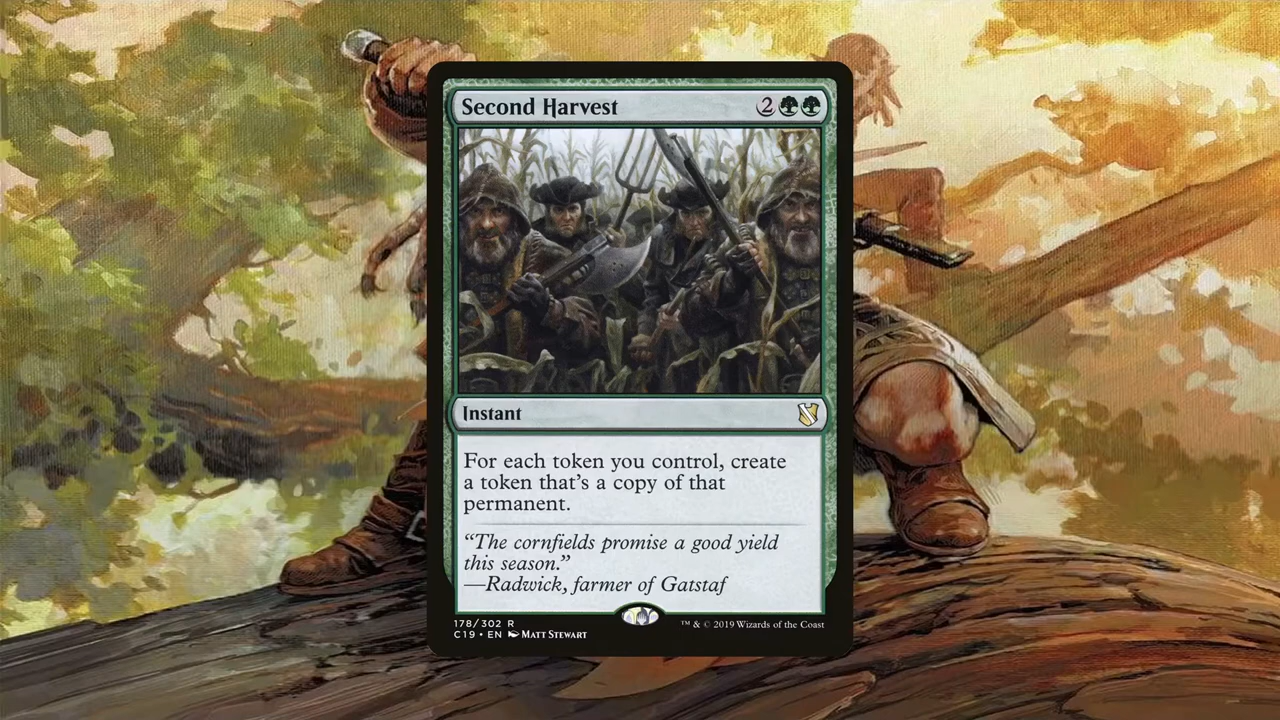 Second Harvest 2
Instant
For each token you control, create
a token that's a copy of that
permanent.
“The cornfields promise a good yield
this season.”
—Radwick, farmer of Gatstaf
178/302 R
C19 • EN Matt Stewart
™ & © 2019 Wizards of the Coast